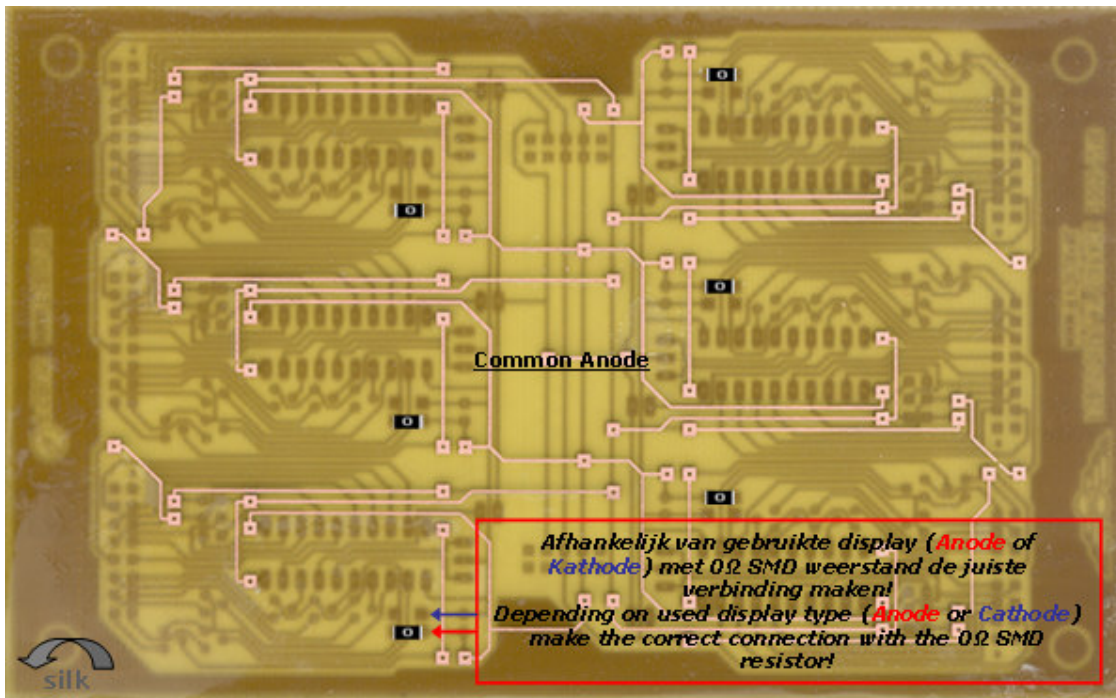 0
0
0
Common Anode
0
0
Afhankelijk van gebruikte display (Anode of
Kathode) met 0Ω SMD weerstand de juiste
verbinding maken!
Depending on used display type (Anode or Cathode)
make the correct connection with the 0Ω SMD
resistor!
0
silk